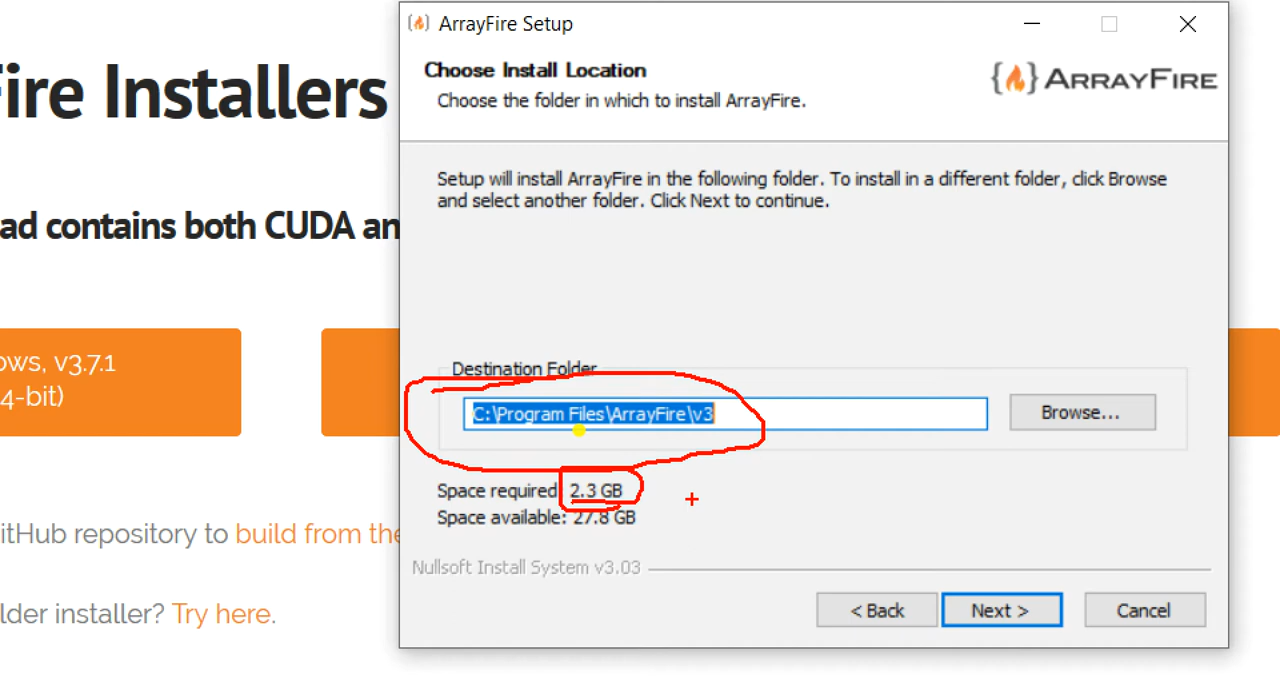 ArrayFire Setup
Choose Install Location
Choose the folder in which to install ArrayFire.
{ } ARRAYFIRE
ire Installers
Setup will install ArrayFire in the following folder. To install in a different folder, click Browse
and select another folder. Click Next to continue.
ad contains both CUDA an
ows, v3.7.1
4-bit)
Destination Folder
C:\Program Files\ArrayFire\v3
Browse...
Space required: 2.3 GB
Space available: 27.8 GB
itHub repository to build from the
Nullsoft Install System v3.03
lder installer? Try here.
< Back
Next >
Cancel